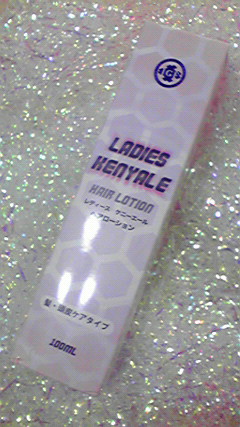 LADIES
KENYALE
HAIR LOTION
レディース ケニーエール
ヘアローション
髪・頭皮ケアタイプ
100ML